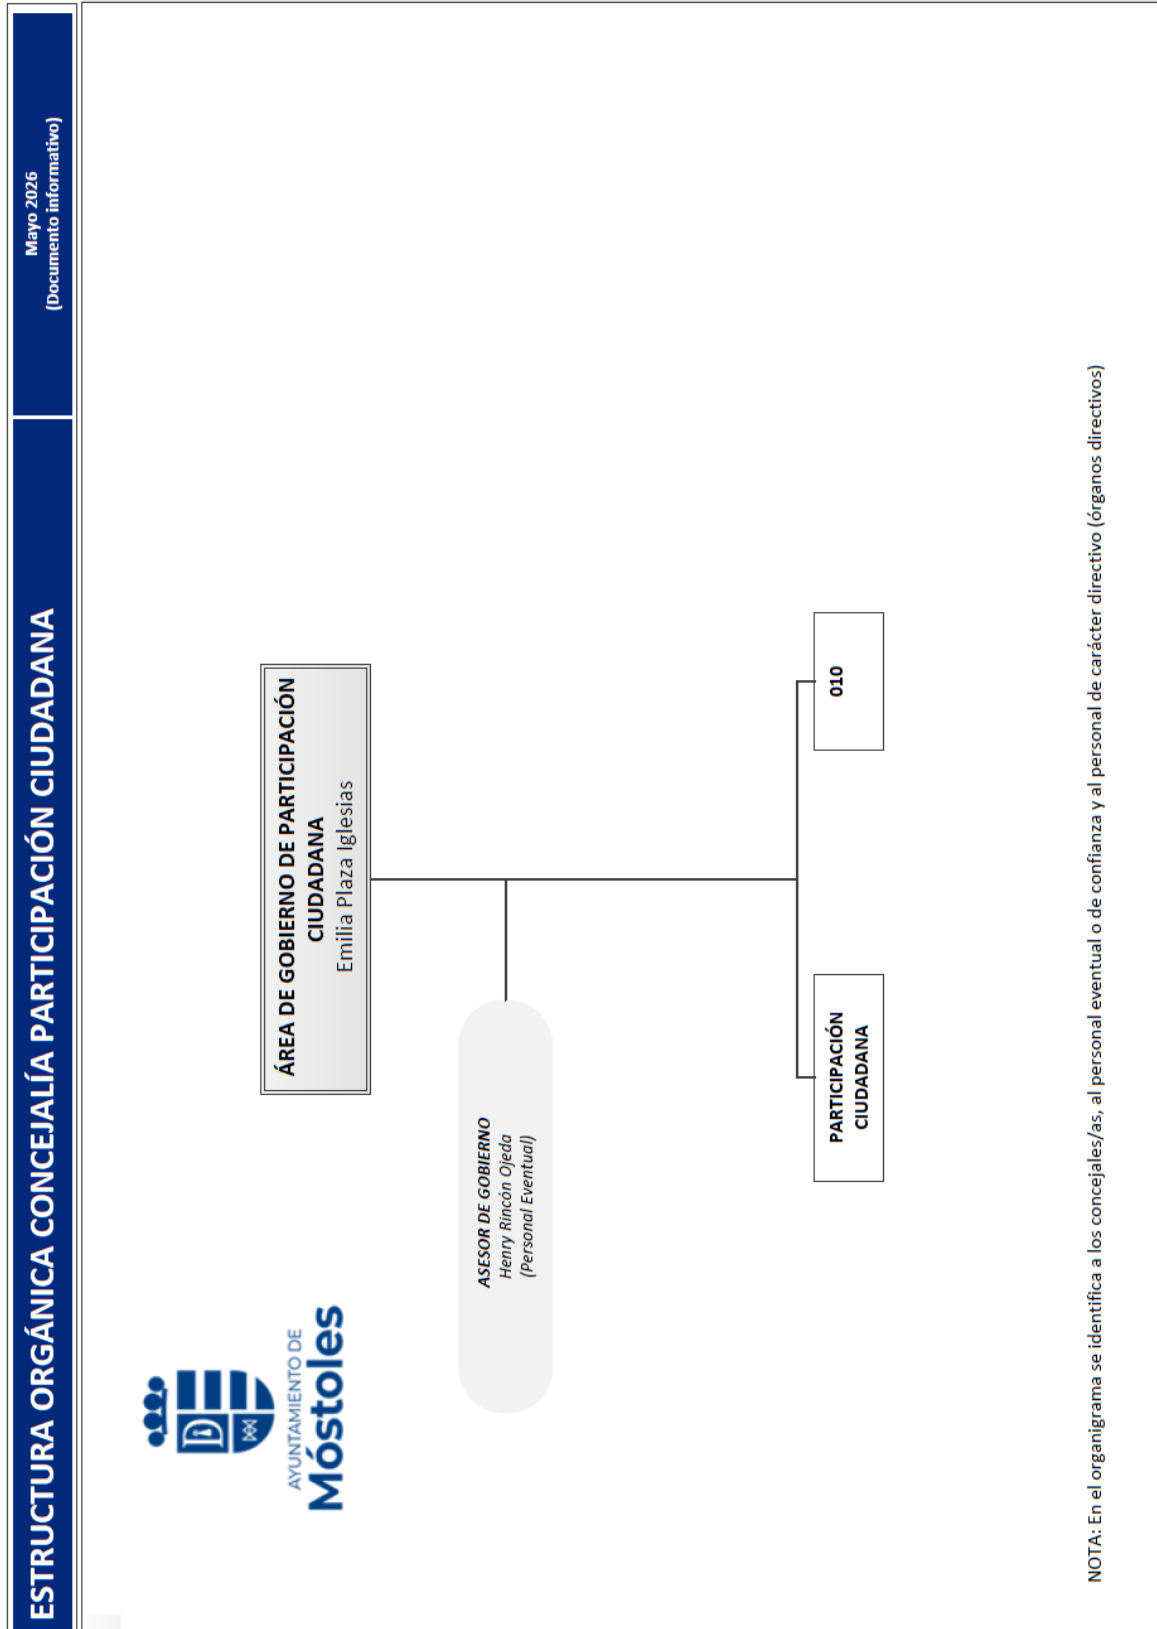 ESTRUCTURA ORGÁNICA CONCEJALÍA PARTICIPACIÓN CIUDADANA
Mayo 2026
(Documento informativo)
AYUNTAMIENTO DE
Móstoles
ÁREA DE GOBIERNO DE PARTICIPACIÓN
CIUDADANA
Emilia Plaza Iglesias
ASESOR DE GOBIERNO
Henry Rincón Ojeda
(Personal Eventual)
PARTICIPACIÓN
CIUDADANA
010
NOTA: En el organigrama se identifica a los concejales/as, al personal eventual o de confianza y al personal de carácter directivo (órganos directivos)